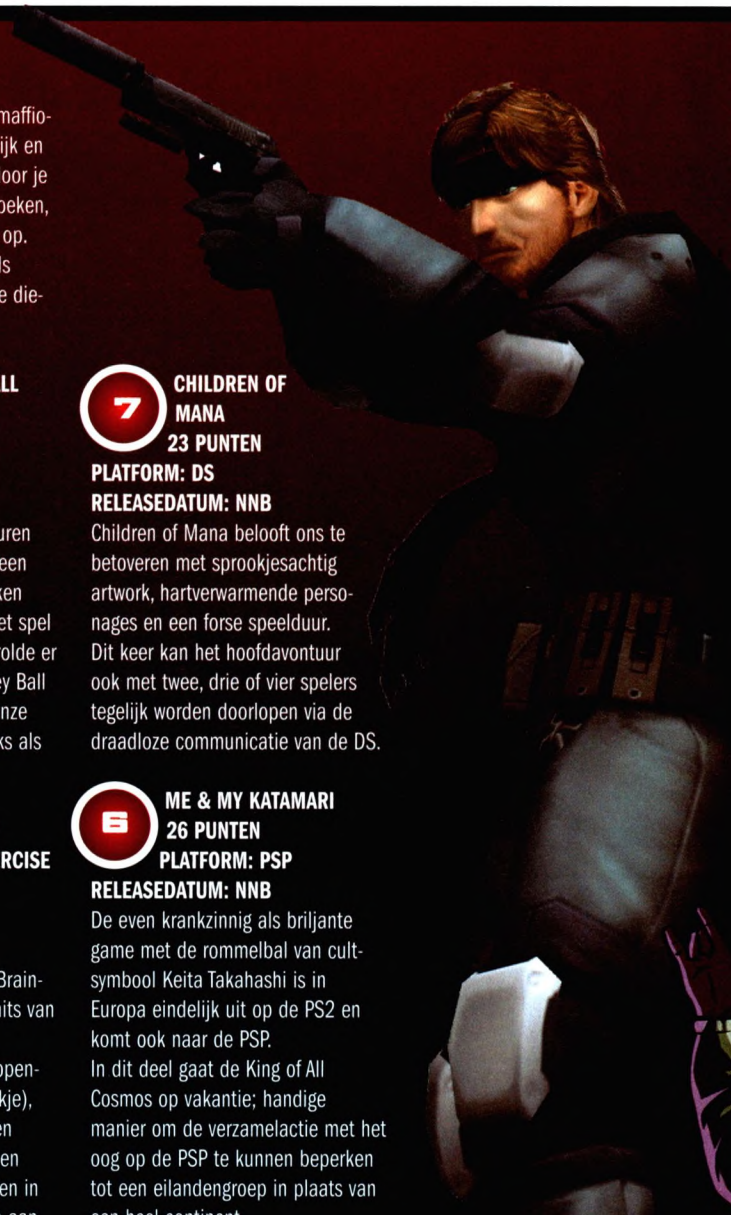 maffio-
ijk en
oor je
oeken,
op.
ls
e die-
LL
uren
een
ken
et spel
olde er
ey Ball
nze
ks als
RCISE
Brain-
its van
open-
kje),
en
en
en in
7
CHILDREN OF
MANA
23 PUNTEN
PLATFORM: DS
RELEASEDATUM: NNB
Children of Mana belooft ons te
betoveren met sprookjesachtig
artwork, hartverwarmende perso-
nages en een forse speelduur.
Dit keer kan het hoofdavontuur
ook met twee, drie of vier spelers
tegelijk worden doorlopen via de
draadloze communicatie van de DS.
6
ME & MY KATAMARI
26 PUNTEN
PLATFORM: PSP
RELEASEDATUM: NNB
De even krankzinnig als briljante
game met de rommelbal van cult-
symbool Keita Takahashi is in
Europa eindelijk uit op de PS2 en
komt ook naar de PSP.
In dit deel gaat de King of All
Cosmos op vakantie; handige
manier om de verzamelactie met het
oog op de PSP te kunnen beperken
tot een eilandengroep in plaats van
een heel continent.